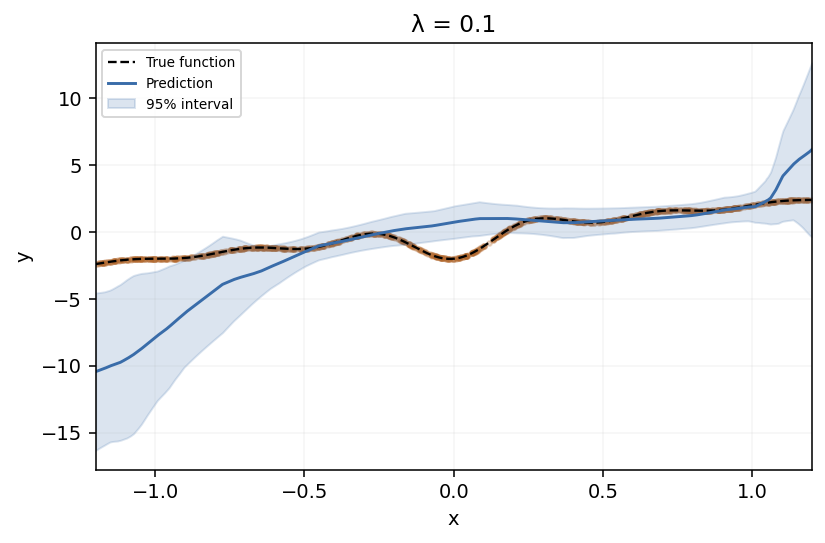 λ = 0.1
True function
Prediction
95% interval
10
5
0
−5
−10
−15
y
−1.0
−0.5
0.0
0.5
1.0
x